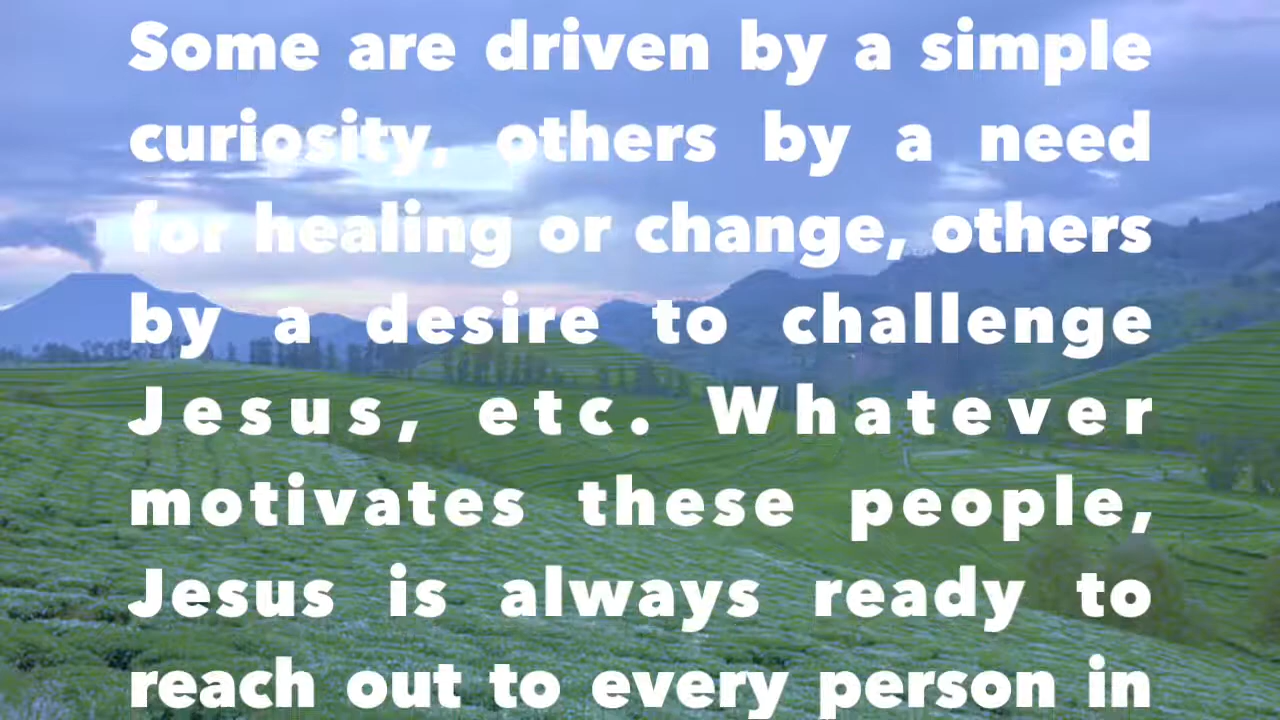 Some are driven by a simple
curiosity, others by a need
for healing or change, others
by a desire to challenge
Jesus, etc. Whatever
motivates these people,
Jesus is always ready to
reach out to every person in